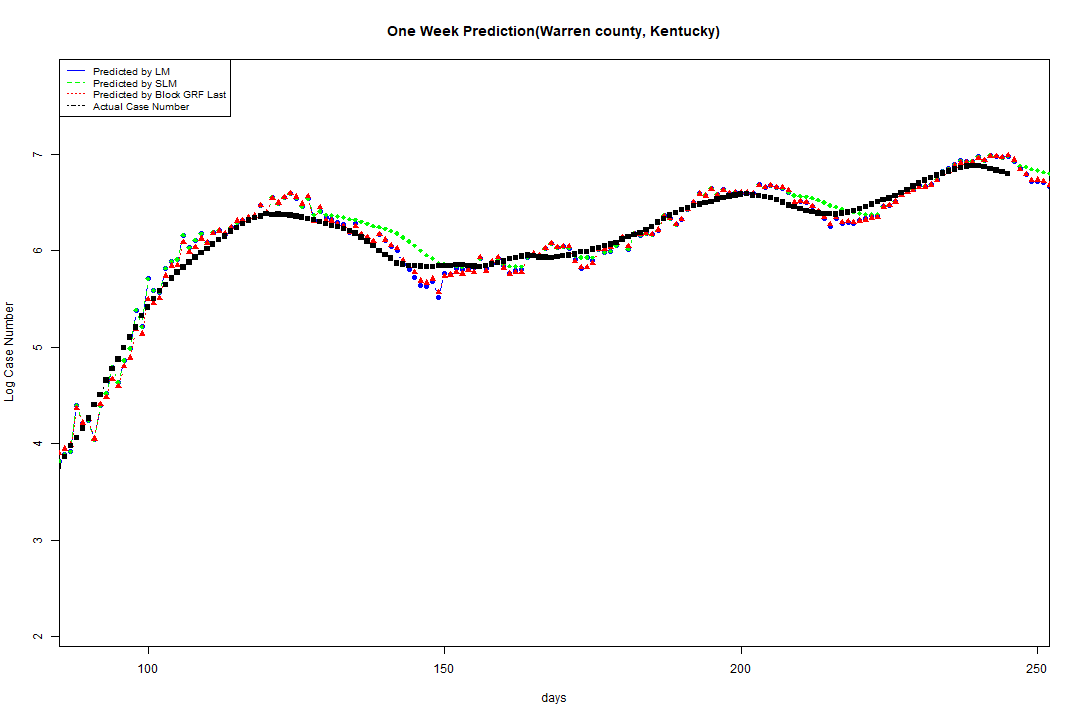 One Week Prediction(Warren county, Kentucky)
Predicted by LM
Predicted by SLM
Predicted by Block GRF Last
Actual Case Number
7
6
5
4
3
2
Log Case Number
100 150 200 250
days